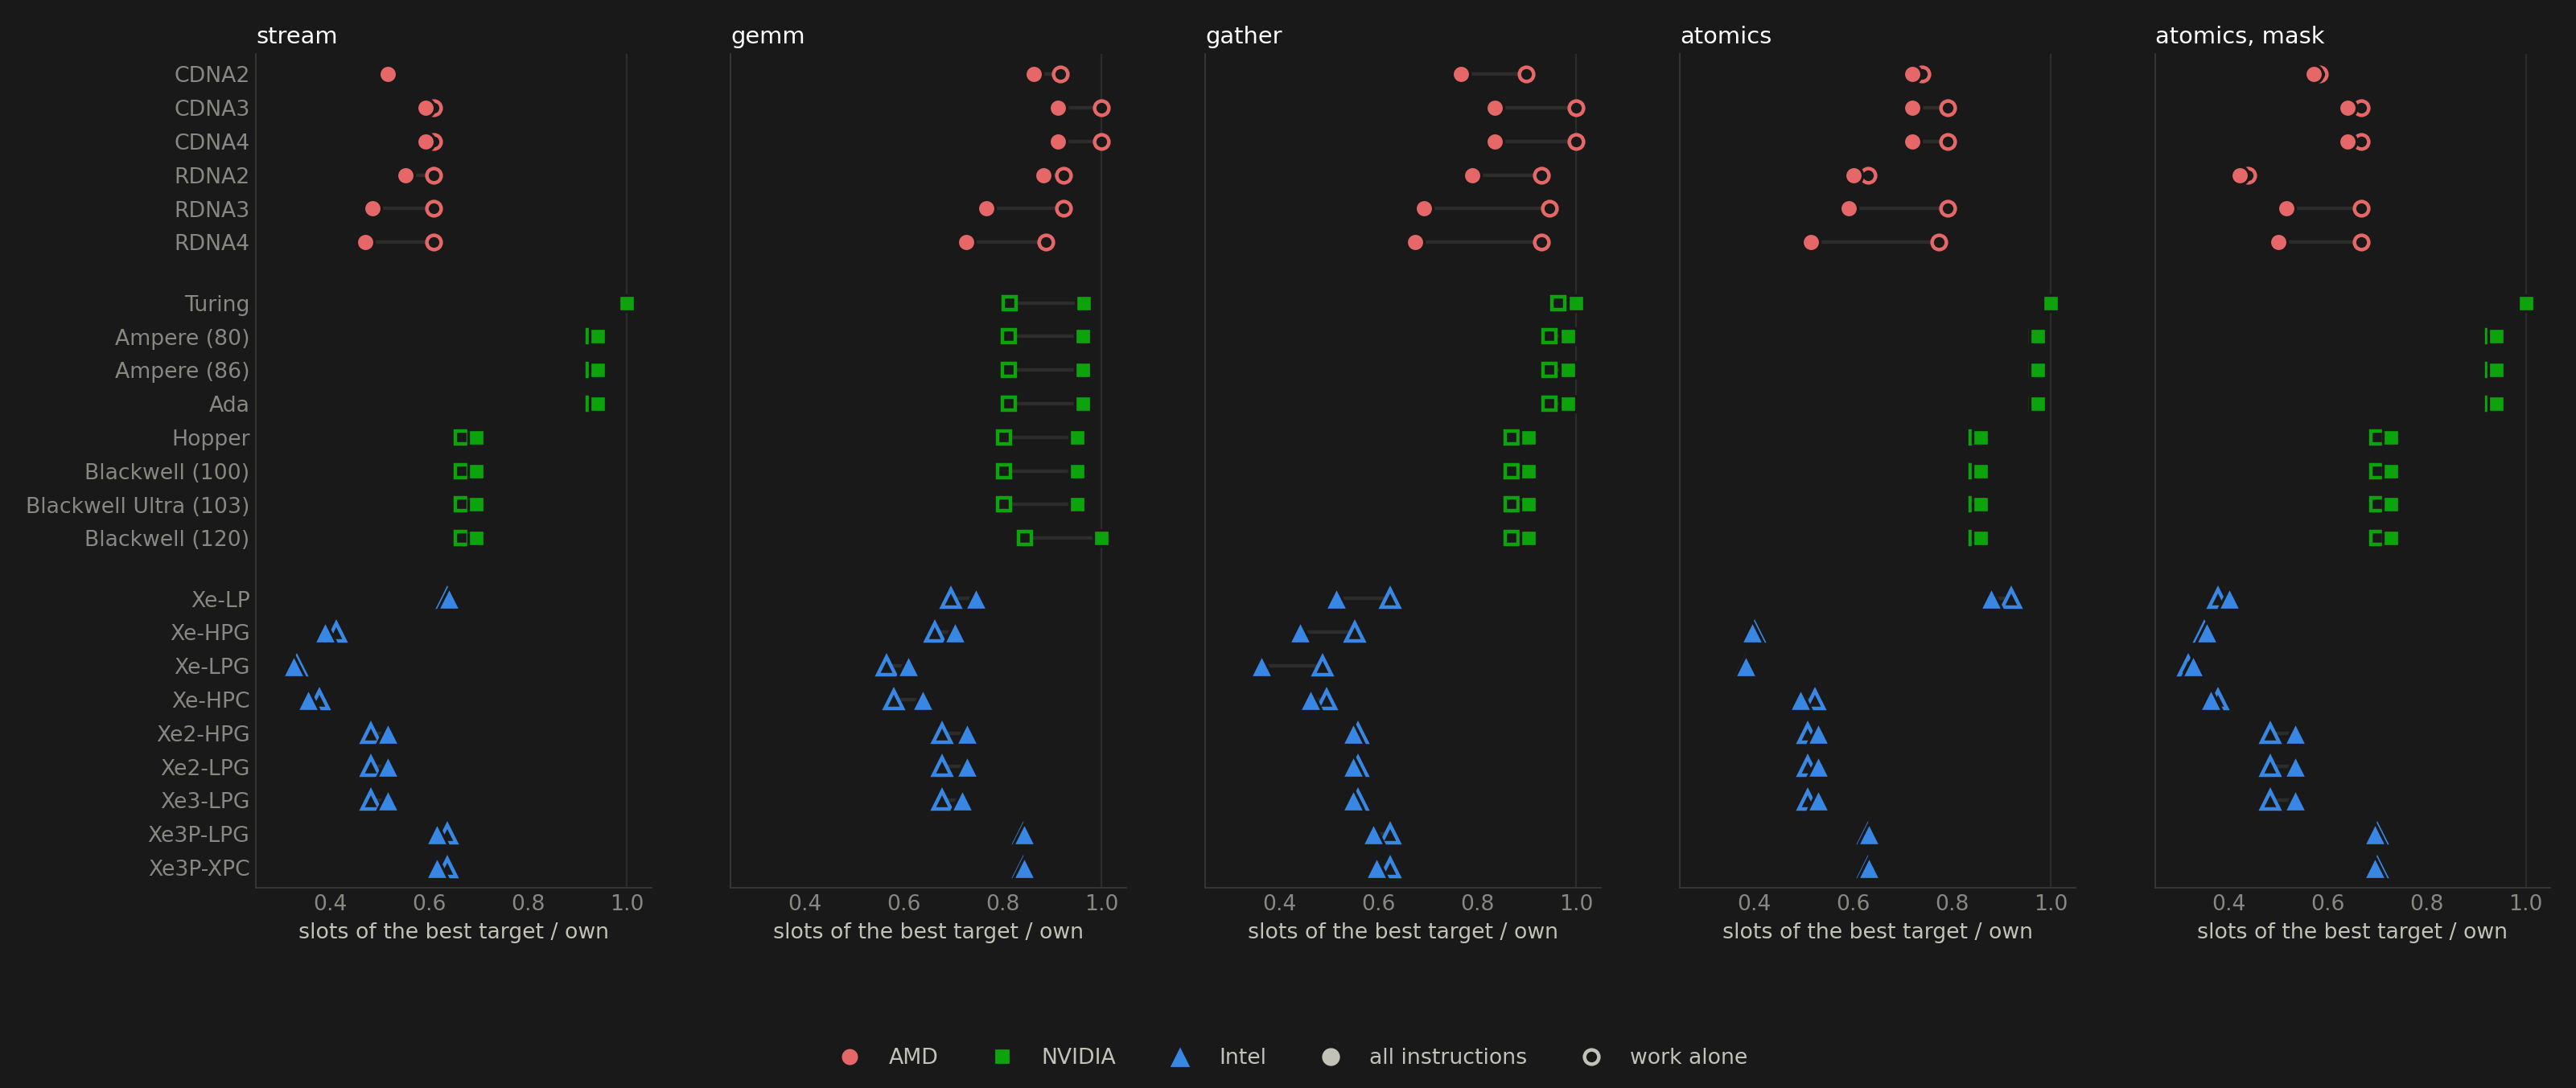 stream
gemm
gather
atomics
atomics, mask
CDNA2
CDNA3
CDNA4
RDNA2
RDNA3
RDNA4
Turing
Ampere (80)
Ampere (86)
Ada
Hopper
Blackwell (100)
Blackwell Ultra (103)
Blackwell (120)
Xe-LP
Xe-HPG
Xe-LPG
Xe-HPC
Xe2-HPG
Xe2-LPG
Xe3-LPG
Xe3P-LPG
Xe3P-XPC
0.4 0.6 0.8 1.0
0.4 0.6 0.8 1.0
0.4 0.6 0.8 1.0
0.4 0.6 0.8 1.0
0.4 0.6 0.8 1.0
slots of the best target / own
slots of the best target / own
slots of the best target / own
slots of the best target / own
slots of the best target / own
AMD NVIDIA Intel all instructions work alone